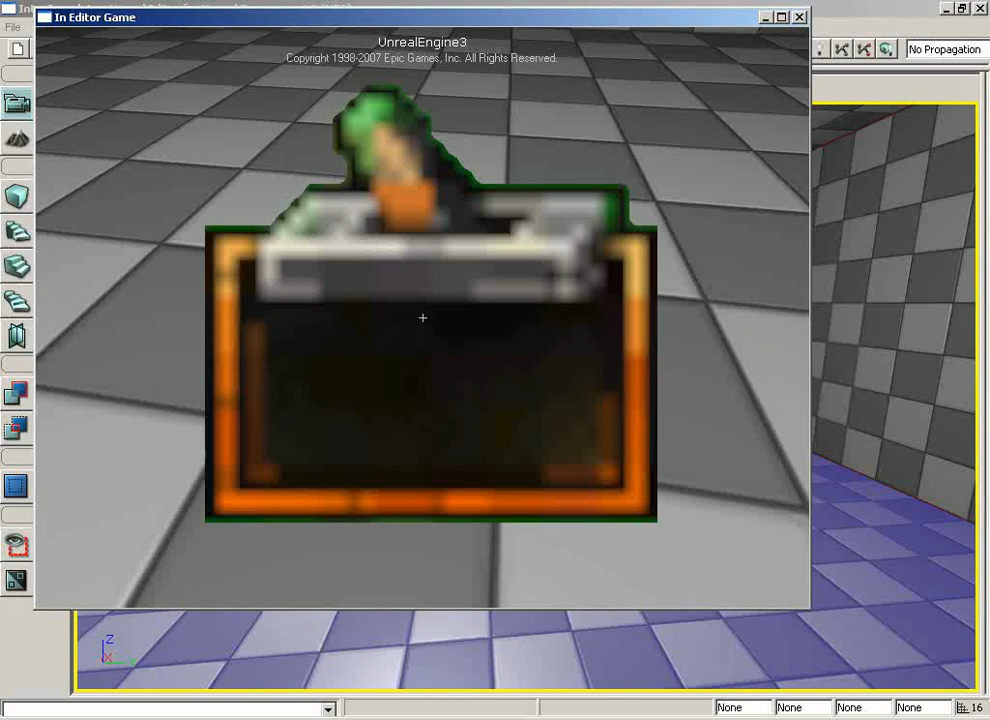 In Editor Game
File
UnrealEngine3
Copyright 1998-2007 Epic Games, Inc. All Rights Reserved.
No Propagation
Z
X
None
None
None
None
16